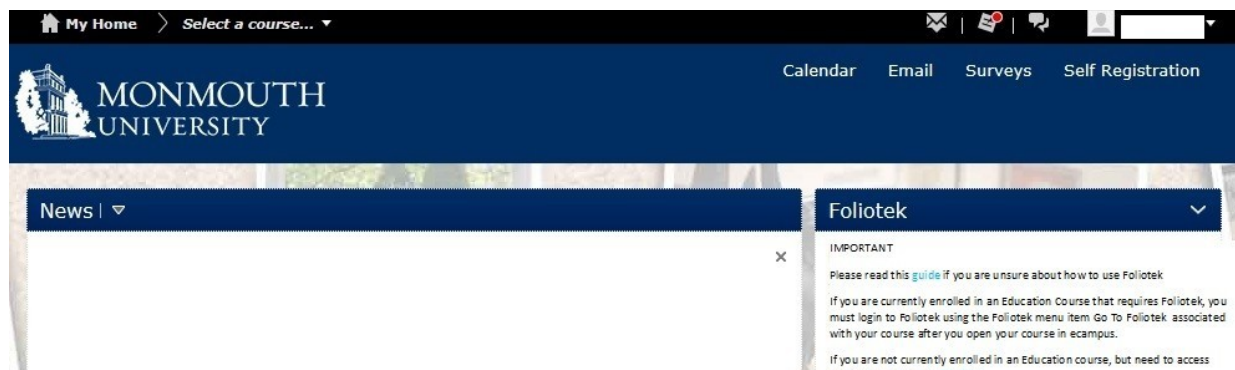 My Home Select a course...
Calendar Email Surveys Self Registration
MONMOUTH
UNIVERSITY
News
Foliotek
IMPORTANT
Please read this guide if you are unsure about how to use Foliotek
If you are currently enrolled in an Education Course that requires Foliotek, you
must login to Foliotek using the Foliotek menu item Go To Foliotek associated
with your course after you open your course in ecampus.
If you are not currently enrolled in an Education course, but need to access